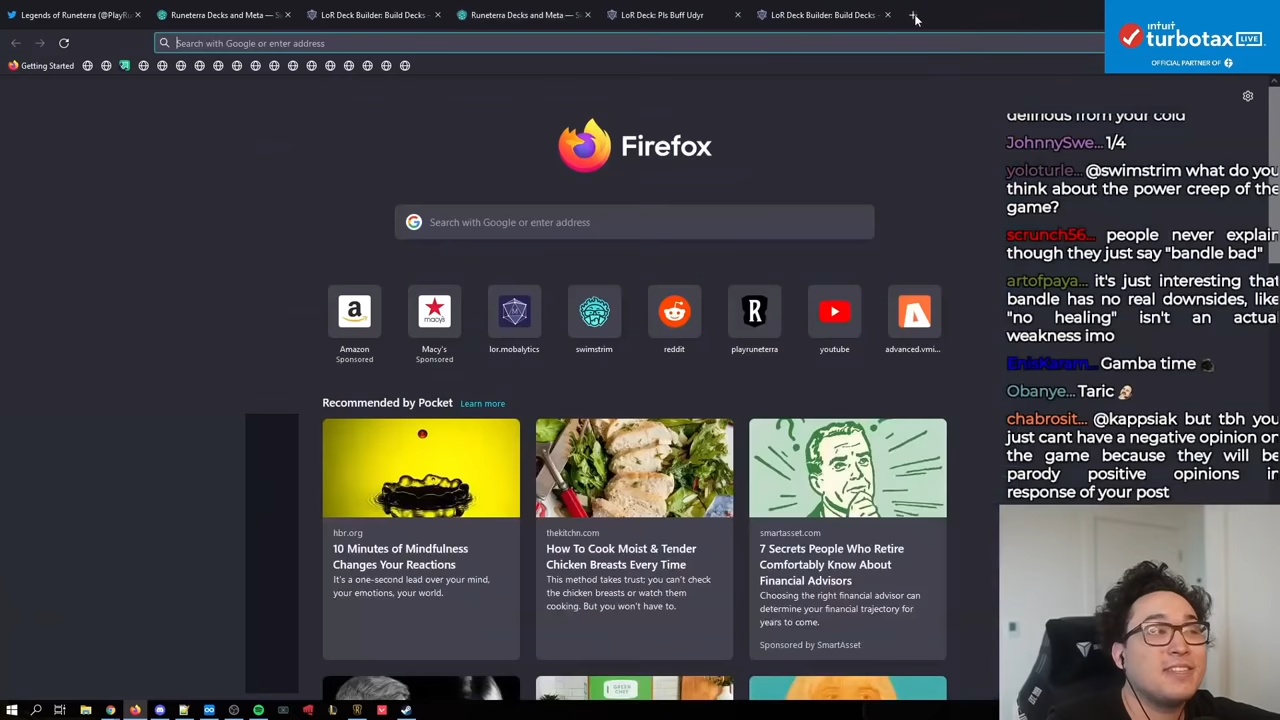 Legends of Runeterra (@PlayRu
Runeterra Decks and Meta — S
LoR Deck Builder: Build Decks
Runeterra Decks and Meta — S
LoR Deck: Pls Buff Udyr
LoR Deck Builder: Build Decks
Search with Google or enter address
Getting Started
INTUIT
turbotax LIVE
OFFICIAL PARTNER OF
Firefox
Search with Google or enter address
Amazon
Sponsored
Macy's
Sponsored
lor.mobalytics
swimstrim
reddit
playruneterra
youtube
advanced.vmi...
Recommended by Pocket
Learn more
hbr.org
10 Minutes of Mindfulness
Changes Your Reactions
It's a one-second lead over your mind,
your emotions, your world.
thekitchn.com
How To Cook Moist & Tender
Chicken Breasts Every Time
This method takes trust; you can't check
the chicken breasts or watch them
cooking. But you won't have to.
smartasset.com
7 Secrets People Who Retire
Comfortably Know About
Financial Advisors
Choosing the right financial advisor can
determine your financial trajectory for
years to come.
Sponsored by SmartAsset
delirious from your cold
JohnnySwe... 1/4
yoloturle... @swimstrim what do you
think about the power creep of the
game?
scrunch56... people never explain
though they just say "bandle bad"
artofpaya... it's just interesting that
bandle has no real downsides, like
"no healing" isn't an actual
weakness imo
EnisKaram... Gamba time
Obanye... Taric
chabrosit... @kappsiak but tbh you
just cant have a negative opinion on
the game because they will be
parody positive opinions in
response of your post